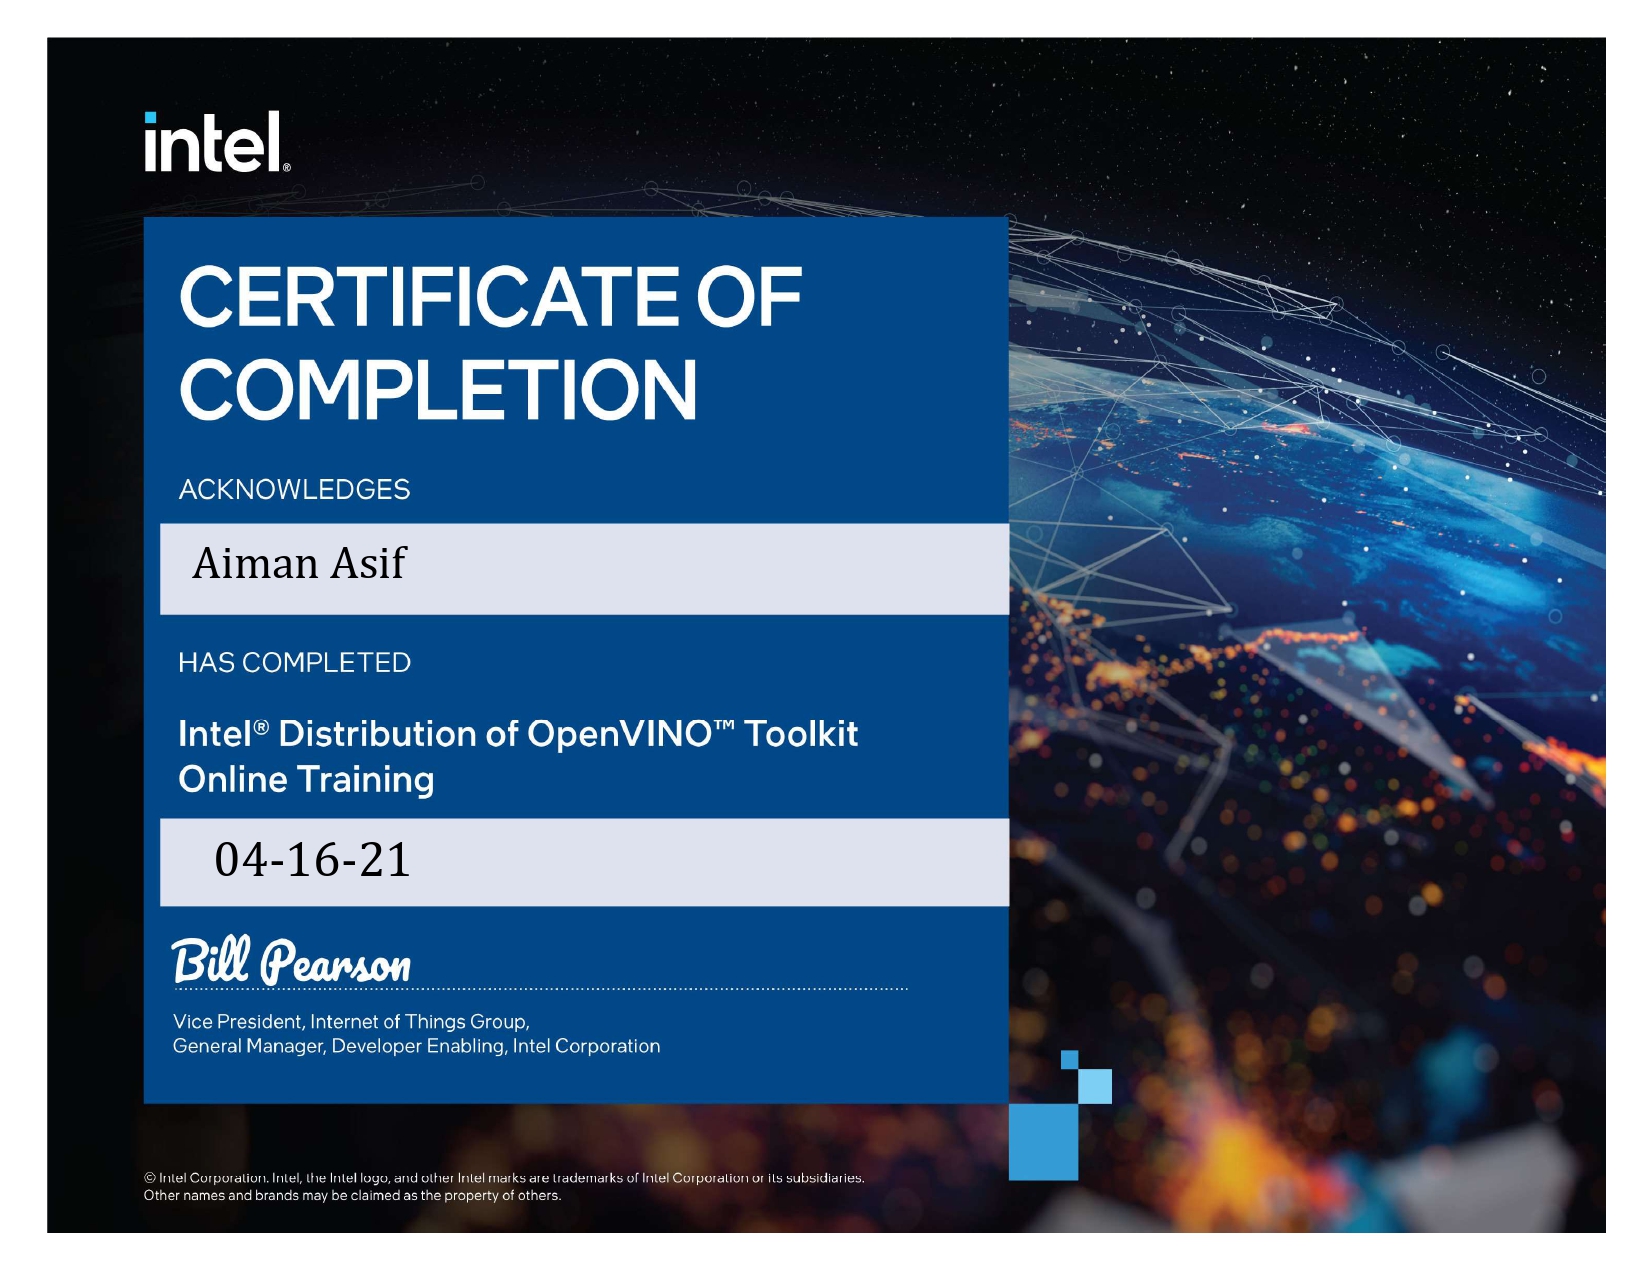 intel®
CERTIFICATE OF
COMPLETION
ACKNOWLEDGES
Aiman Asif
HAS COMPLETED
Intel® Distribution of OpenVINO™ Toolkit
Online Training
04-16-21
Bill Pearson
Vice President, Internet of Things Group,
General Manager, Developer Enabling, Intel Corporation
© Intel Corporation. Intel, the Intel logo, and other Intel marks are trademarks of Intel Corporation or its subsidiaries.
Other names and brands may be claimed as the property of others.